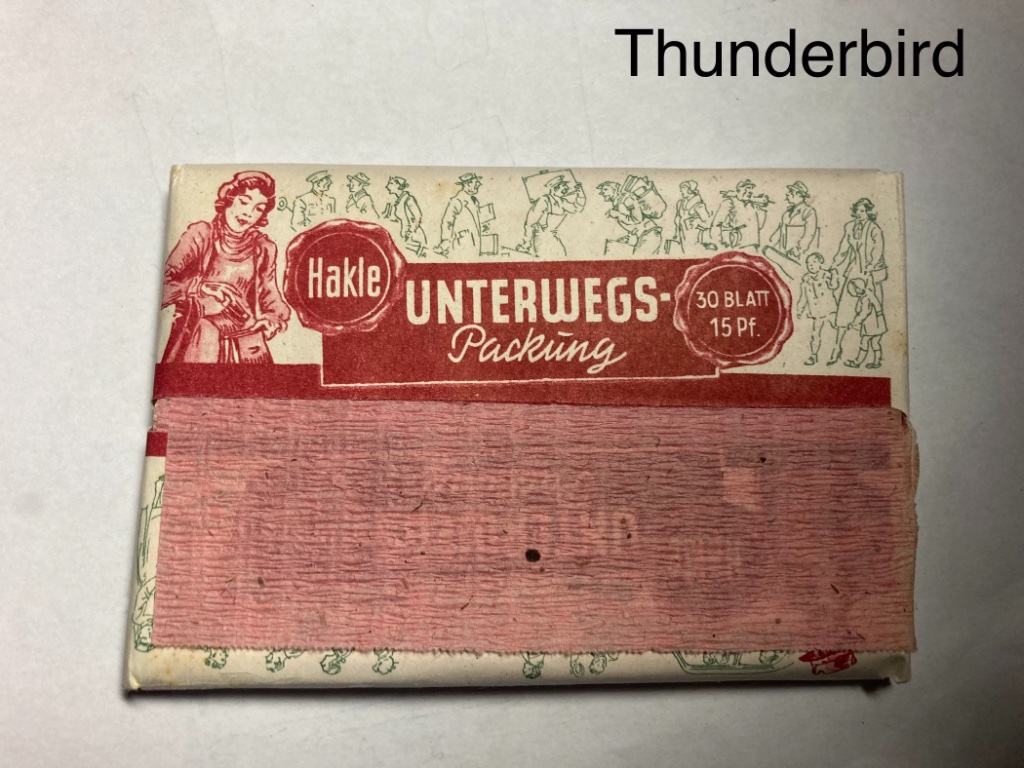 Thunderbird
Hakle
UNTERWEGS-
Packung
30 BLATT
15 Pf.